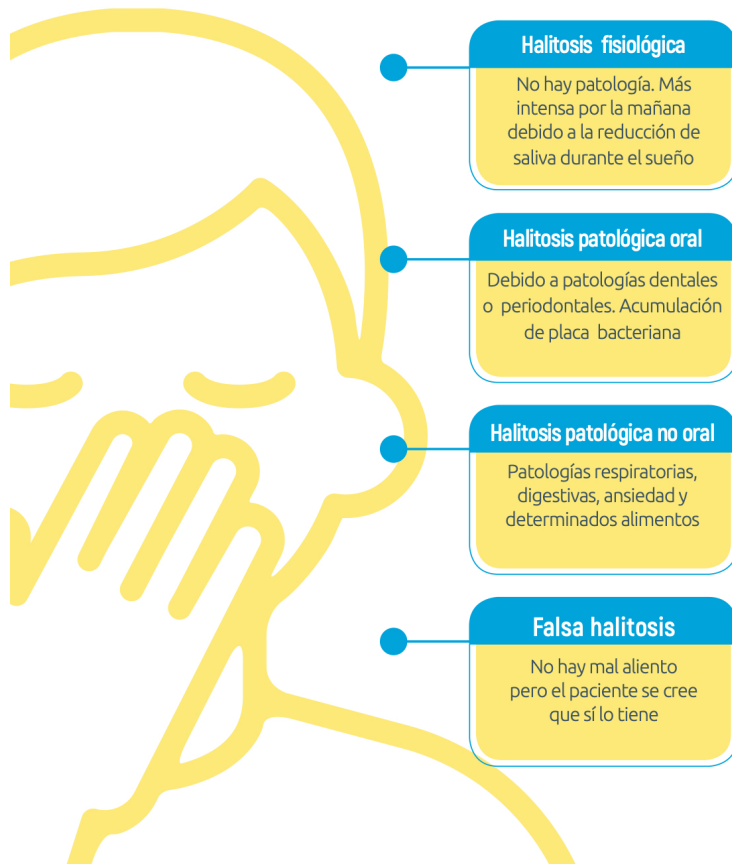 Halitosis fisiológica
No hay patología. Más
intensa por la mañana
debido a la reducción de
saliva durante el sueño
Halitosis patológica oral
Debido a patologías dentales
o periodontales. Acumulación
de placa bacteriana
Halitosis patológica no oral
Patologías respiratorias,
digestivas, ansiedad y
determinados alimentos
Falsa halitosis
No hay mal aliento
pero el paciente se cree
que sí lo tiene